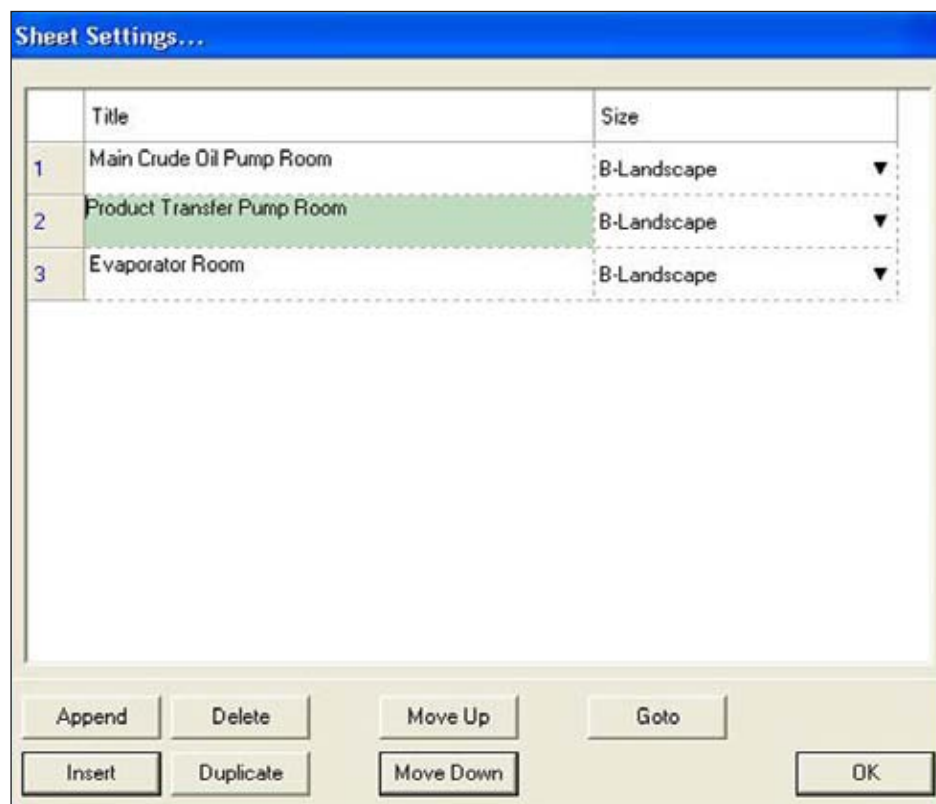 Sheet Settings...
Title Size
1 Main Crude Oil Pump Room B-Landscape
2 Product Transfer Pump Room B-Landscape
3 Evaporator Room B-Landscape
Append Delete Move Up Goto
Insert Duplicate Move Down OK